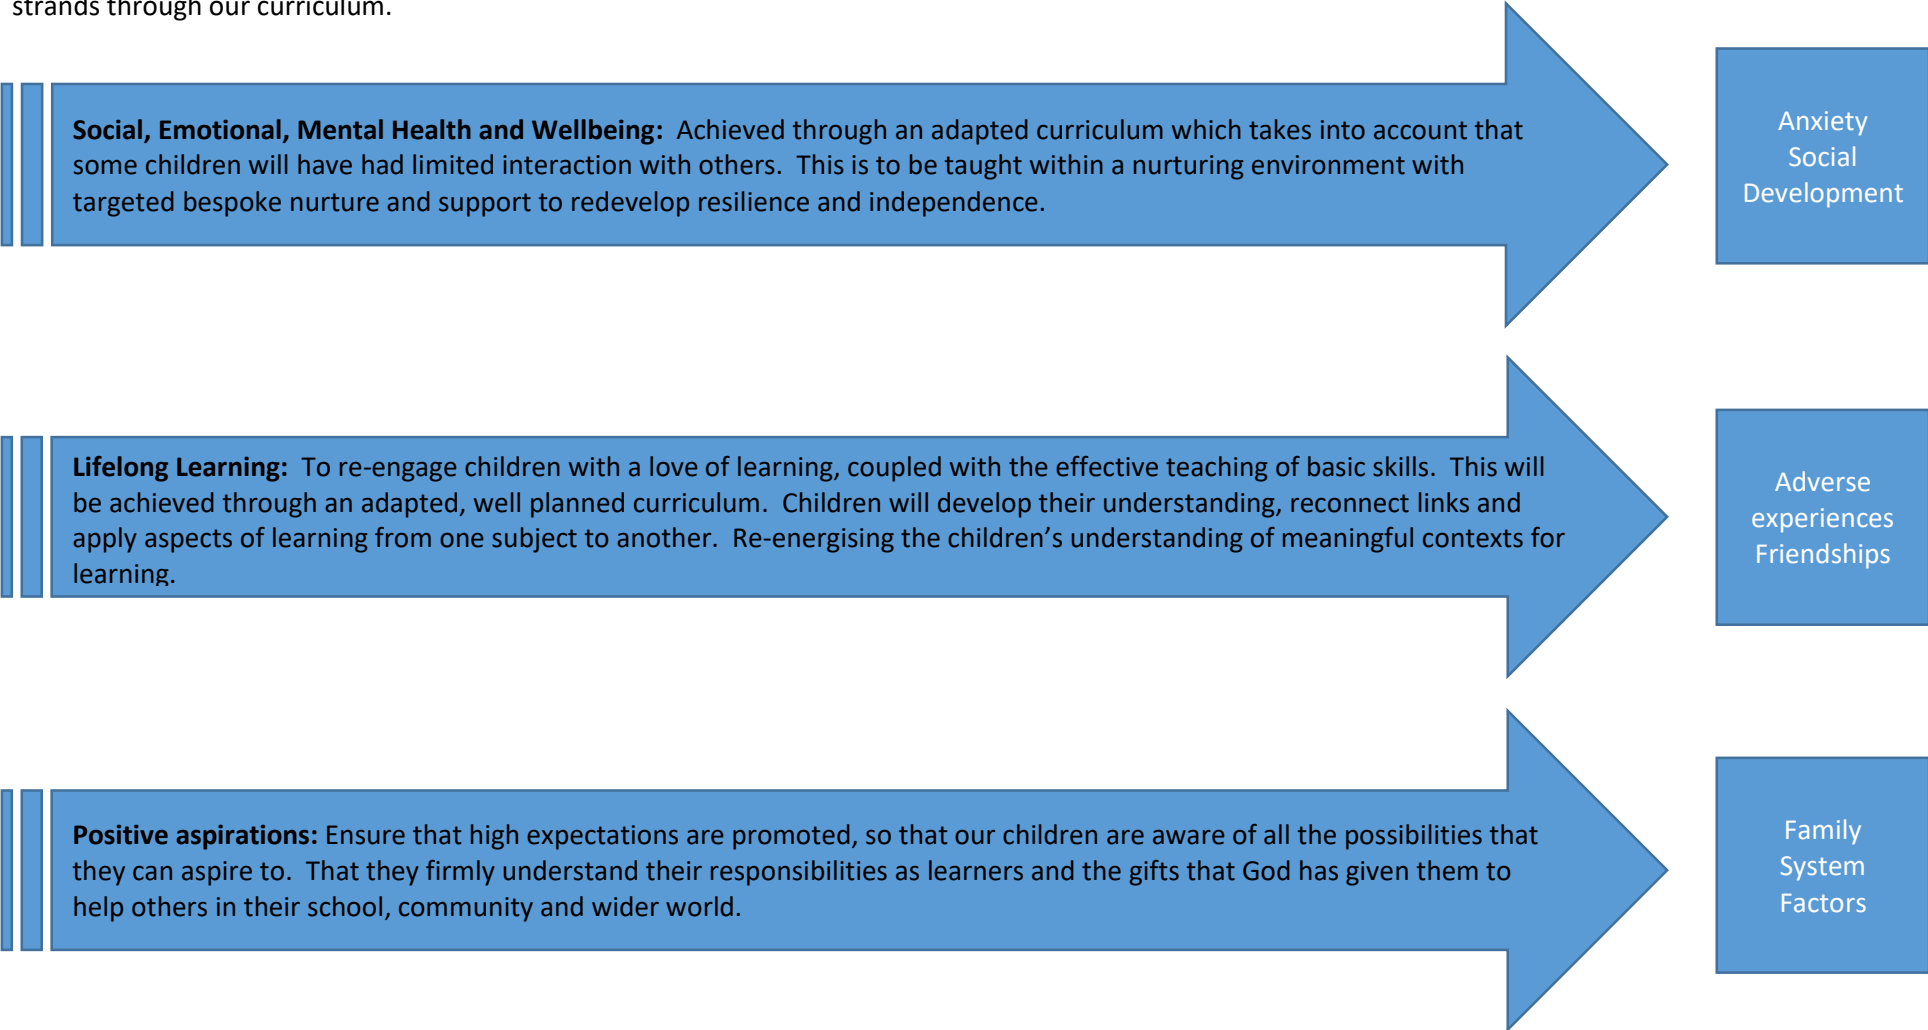 strands through our curriculum.
Social, Emotional, Mental Health and Wellbeing:  Achieved through an adapted curriculum which takes into account that
some children will have had limited interaction with others.  This is to be taught within a nurturing environment with
targeted bespoke nurture and support to redevelop resilience and independence.
Anxiety
Social
Development
Lifelong Learning:  To re-engage children with a love of learning, coupled with the effective teaching of basic skills.  This will
be achieved through an adapted, well planned curriculum.  Children will develop their understanding, reconnect links and
apply aspects of learning from one subject to another.  Re-energising the children’s understanding of meaningful contexts for
learning.
Adverse
experiences
Friendships
Positive aspirations: Ensure that high expectations are promoted, so that our children are aware of all the possibilities that
they can aspire to.  That they firmly understand their responsibilities as learners and the gifts that God has given them to
help others in their school, community and wider world.
Family
System
Factors